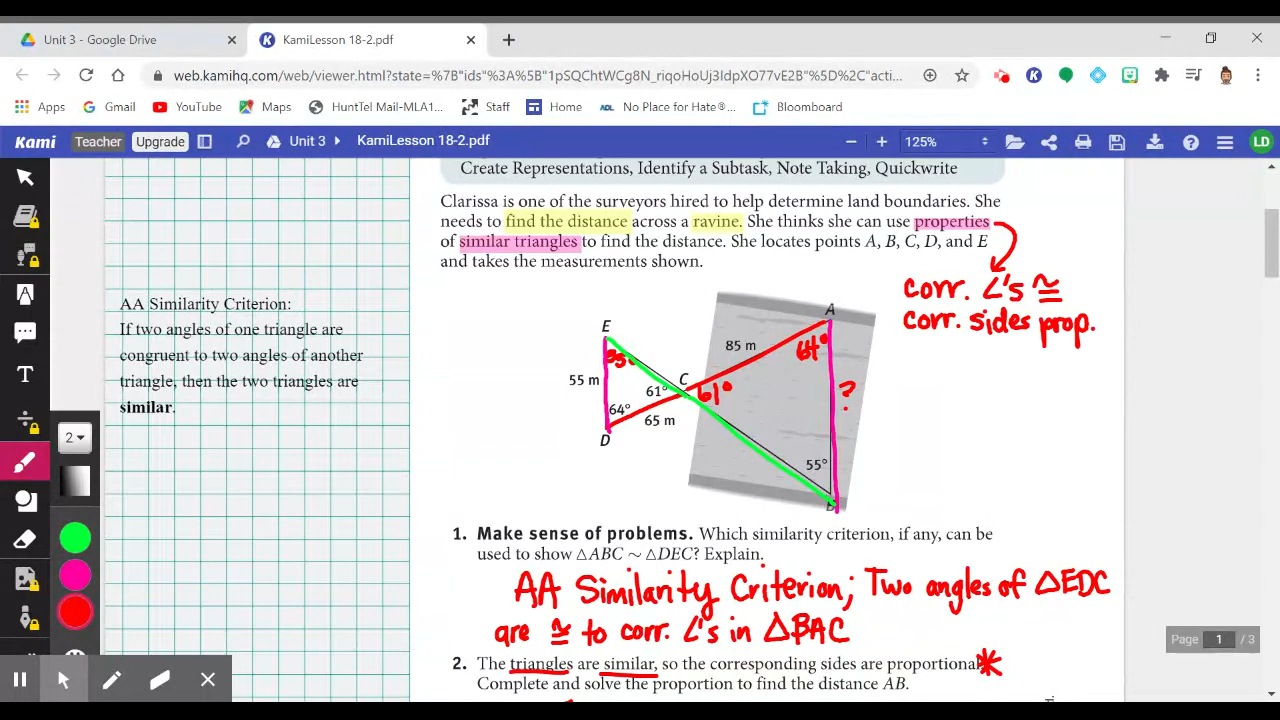 Unit 3 - Google Drive
KamiLesson 18-2.pdf
web.kamihq.com/web/viewer.html?state=%7B"ids"%3A%5B"1pSQChtWCg8N_riqoHoUj3IdpXO77vE2B"%5D%2C"acti...
Apps
Gmail
YouTube
Maps
HuntTel Mail-MLA1...
Staff
Home
ADL No Place for Hate:...
Bloomboard
Kami
Teacher
Upgrade
Unit 3
KamiLesson 18-2.pdf
125%
LD
Create Representations, Identify a Subtask, Note Taking, Quickwrite
Clarissa is one of the surveyors hired to help determine land boundaries. She
needs to find the distance across a ravine. She thinks she can use properties
of similar triangles to find the distance. She locates points A, B, C, D, and E
and takes the measurements shown.
corr. ∠'s ≅
corr. sides prop.
AA Similarity Criterion:
If two angles of one triangle are
congruent to two angles of another
triangle, then the two triangles are
similar.
A
E
85 m
64°
55 m
C
61°
61°
?
64°
65 m
D
55°
2
1. Make sense of problems. Which similarity criterion, if any, can be
used to show △ABC ~ △DEC? Explain.
AA Similarity Criterion; Two angles of △EDC
are ≅ to corr. ∠'s in △BAC
Page 1 / 3
2. The triangles are similar, so the corresponding sides are proportional.
Complete and solve the proportion to find the distance AB.